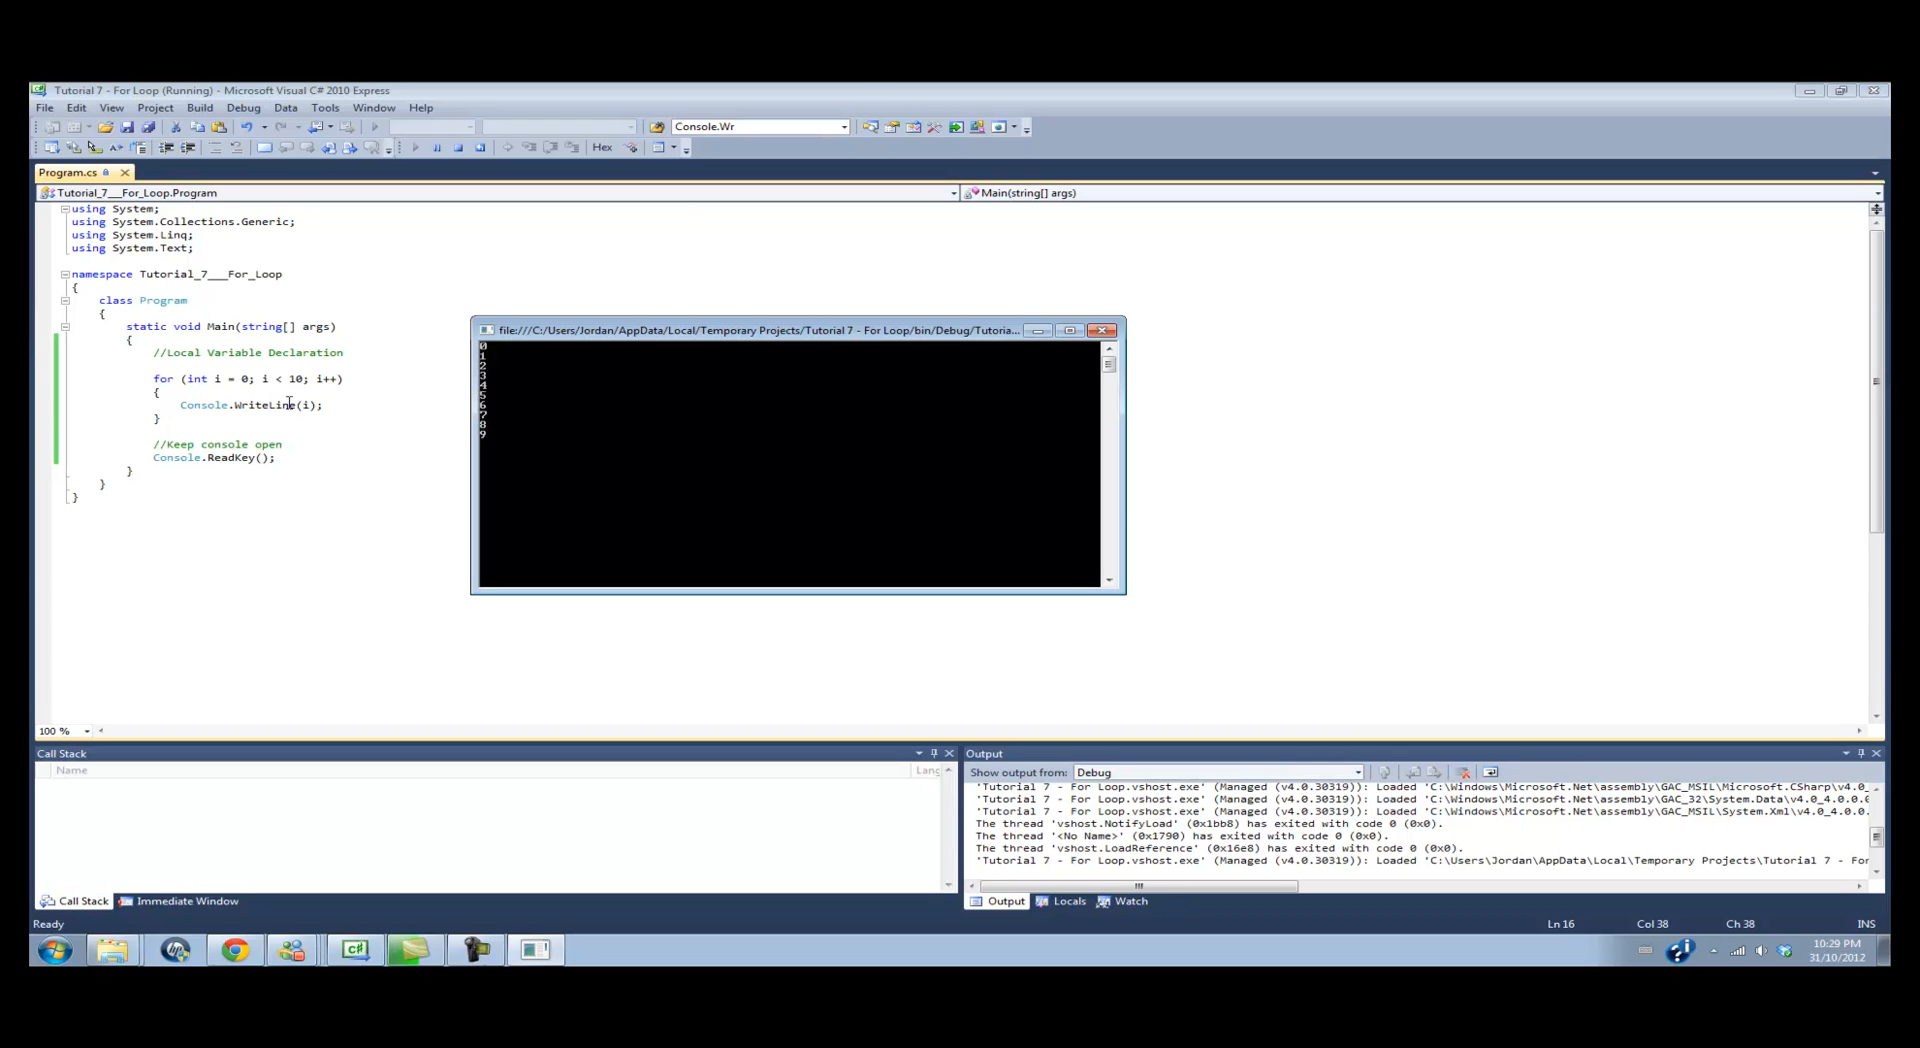 Tutorial 7 - For Loop (Running) - Microsoft Visual C# 2010 Express
File Edit View Project Build Debug Data Tools Window Help
Console.Wr
Hex
Program.cs
Tutorial_7___For_Loop.Program
Main(string[] args)
using System;
using System.Collections.Generic;
using System.Linq;
using System.Text;
namespace Tutorial_7___For_Loop
{
class Program
{
static void Main(string[] args)
{
//Local Variable Declaration
for (int i = 0; i < 10; i++)
{
Console.WriteLine(i);
}
//Keep console open
Console.ReadKey();
}
}
}
file:///C:/Users/Jordan/AppData/Local/Temporary Projects/Tutorial 7 - For Loop/bin/Debug/Tutoria...
0
1
2
3
4
5
6
7
8
9
100 %
Call Stack
Name
Lang
Call Stack Immediate Window
Output
Show output from: Debug
'Tutorial 7 - For Loop.vshost.exe' (Managed (v4.0.30319)): Loaded 'C:\Windows\Microsoft.Net\assembly\GAC_MSIL\Microsoft.CSharp\v4.0_
'Tutorial 7 - For Loop.vshost.exe' (Managed (v4.0.30319)): Loaded 'C:\Windows\Microsoft.Net\assembly\GAC_32\System.Data\v4.0_4.0.0.0
'Tutorial 7 - For Loop.vshost.exe' (Managed (v4.0.30319)): Loaded 'C:\Windows\Microsoft.Net\assembly\GAC_MSIL\System.Xml\v4.0_4.0.0.
The thread 'vshost.NotifyLoad' (0x1bb8) has exited with code 0 (0x0).
The thread '<No Name>' (0x1790) has exited with code 0 (0x0).
The thread 'vshost.LoadReference' (0x16e8) has exited with code 0 (0x0).
'Tutorial 7 - For Loop.vshost.exe' (Managed (v4.0.30319)): Loaded 'C:\Users\Jordan\AppData\Local\Temporary Projects\Tutorial 7 - For
Output Locals Watch
Ready
Ln 16 Col 38 Ch 38 INS
10:29 PM
31/10/2012